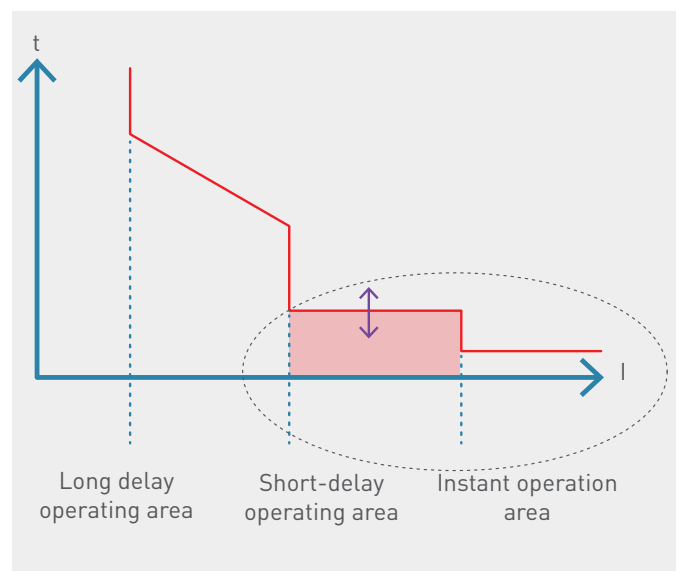 t
I
Long delay
operating area
Short-delay
operating area
Instant operation
area